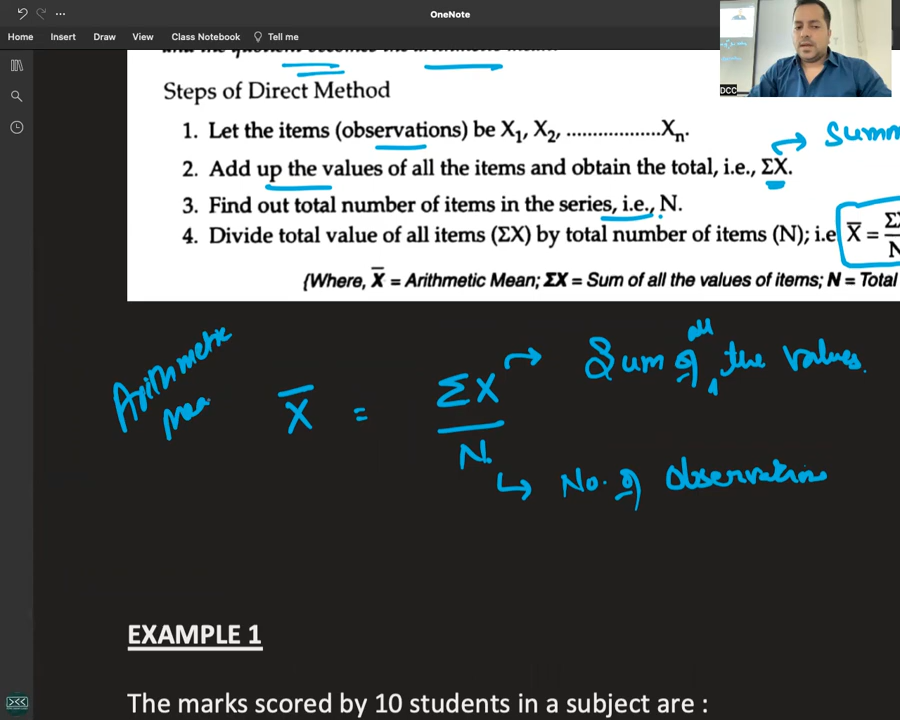 OneNote
Home Insert Draw View Class Notebook Tell me
DCC
Steps of Direct Method
1. Let the items (observations) be X₁, X₂, ..................Xₙ.
Summ
2. Add up the values of all the items and obtain the total, i.e., ΣX.
3. Find out total number of items in the series, i.e., N.
4. Divide total value of all items (ΣX) by total number of items (N); i.e X̄ = ΣX/N
{Where, X̄ = Arithmetic Mean; ΣX = Sum of all the values of items; N = Total
Arithmetic
Mea
X̄ = ΣX/N
Sum of all the values.
No. of observations
EXAMPLE 1
The marks scored by 10 students in a subject are :